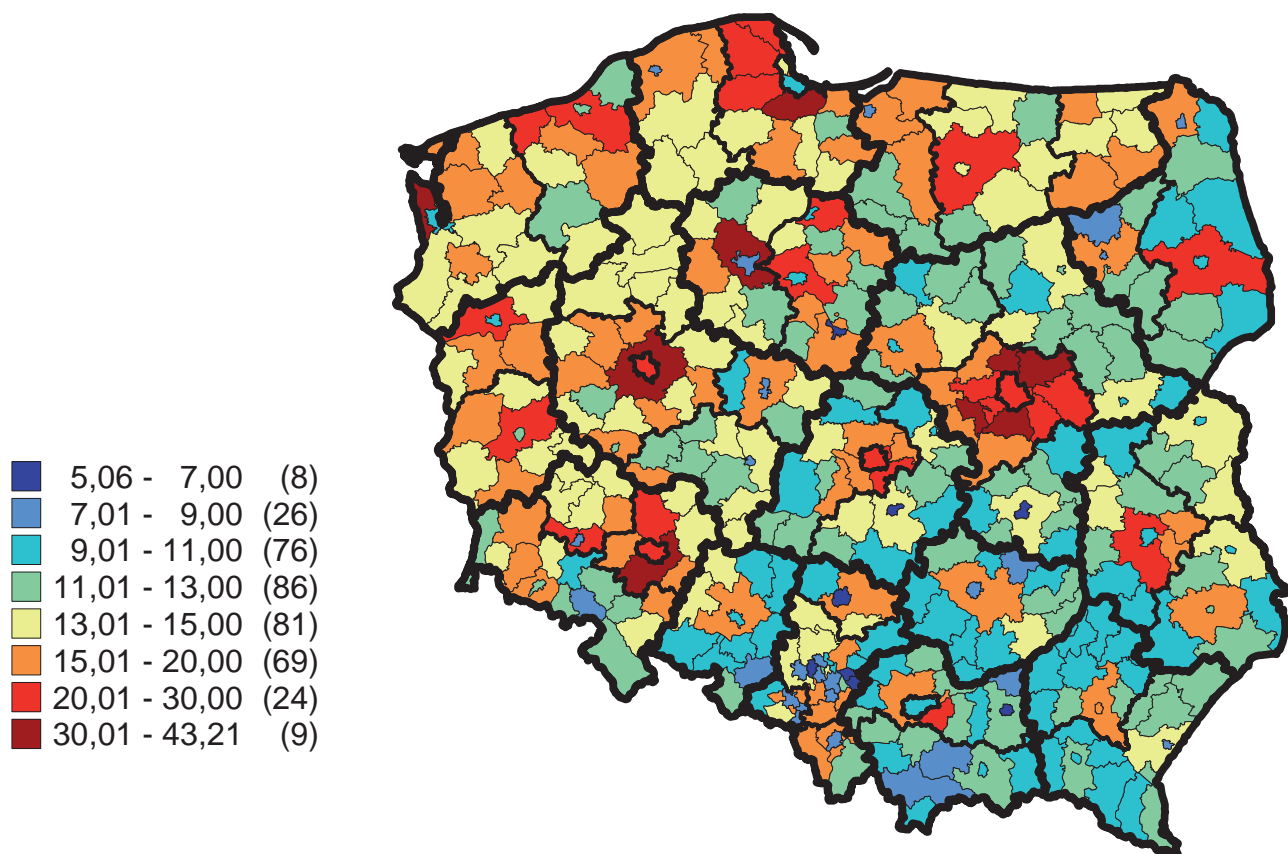 5,06 - 7,00 (8)
7,01 - 9,00 (26)
9,01 - 11,00 (76)
11,01 - 13,00 (86)
13,01 - 15,00 (81)
15,01 - 20,00 (69)
20,01 - 30,00 (24)
30,01 - 43,21 (9)